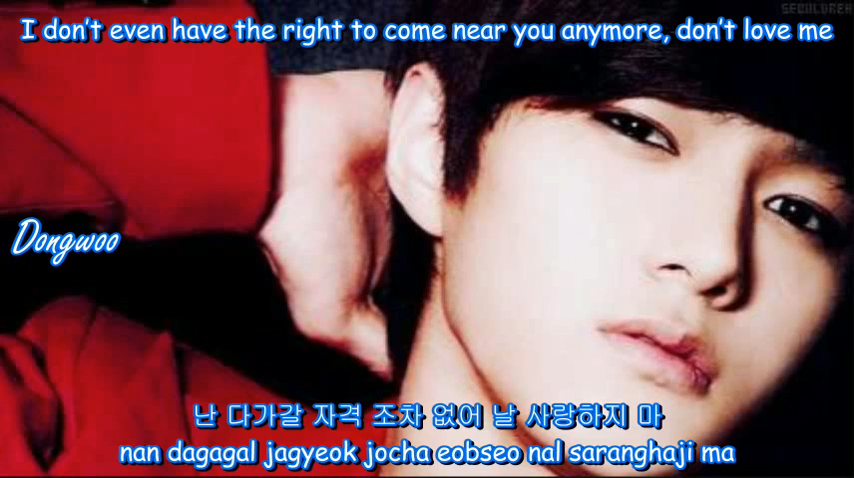 SEOULOREH
I don't even have the right to come near you anymore, don't love me
Dongwoo
난 다가갈 자격 조차 없어 날 사랑하지 마
nan dagagal jagyeok jocha eobseo nal saranghaji ma